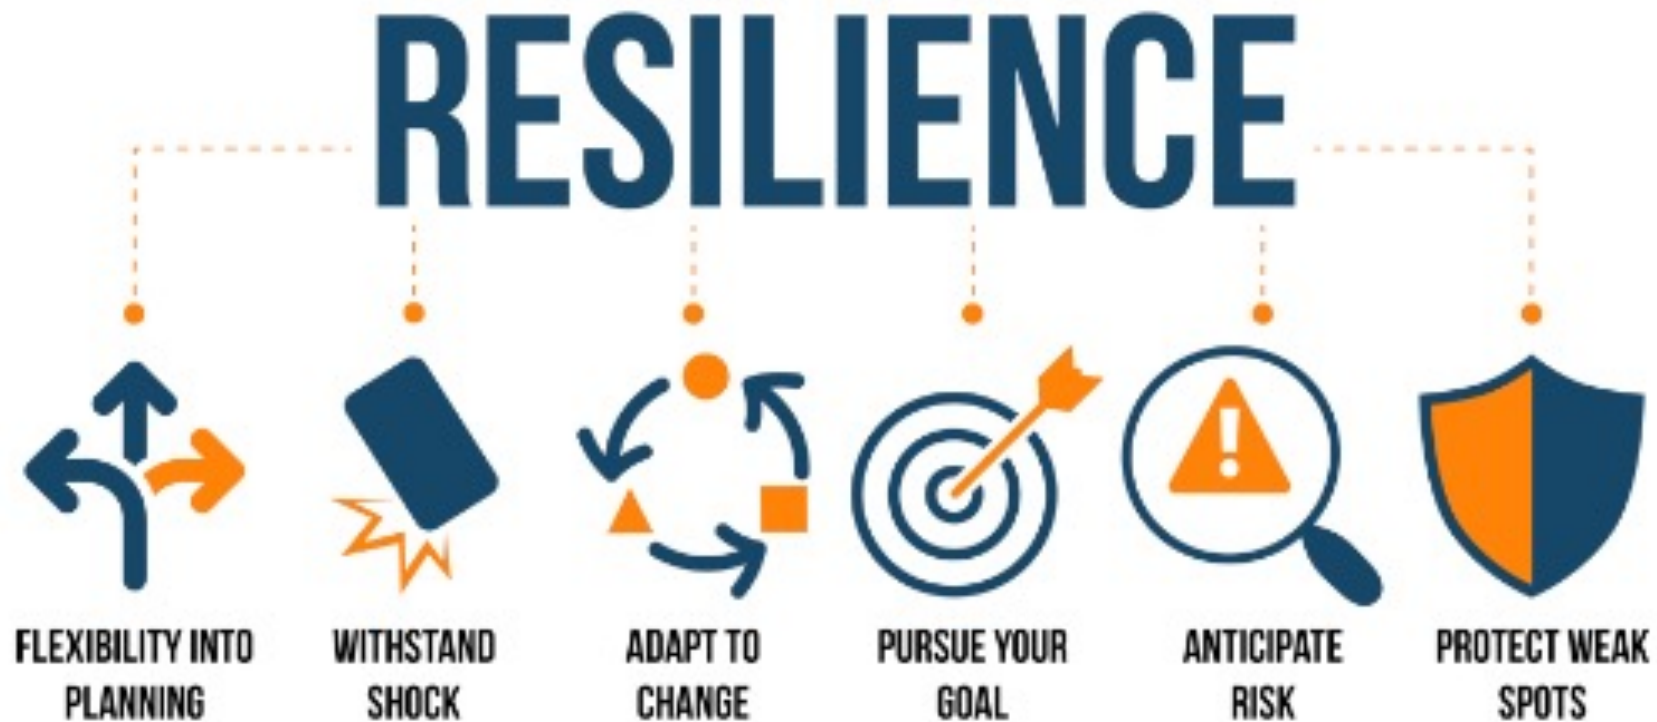 RESILIENCE
FLEXIBILITY INTO
PLANNING
WITHSTAND
SHOCK
ADAPT TO
CHANGE
PURSUE YOUR
GOAL
ANTICIPATE
RISK
PROTECT WEAK
SPOTS